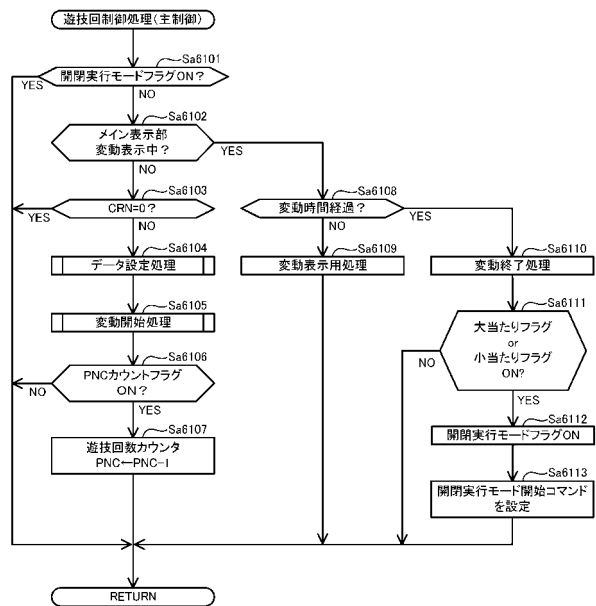 遊技回制御処理(主制御)
Sa6101
開閉実行モードフラグON?
YES
NO
Sa6102
メイン表示部
変動表示中?
YES
NO
Sa6103
CRN=0?
YES
NO
Sa6104
データ設定処理
Sa6105
変動開始処理
Sa6106
PNCカウントフラグ
ON?
NO
YES
Sa6107
遊技回数カウンタ
PNC←PNC-1
Sa6108
変動時間経過?
YES
NO
Sa6109
変動表示用処理
Sa6110
変動終了処理
Sa6111
大当たりフラグ
or
小当たりフラグ
ON?
NO
YES
Sa6112
開閉実行モードフラグON
Sa6113
開閉実行モード開始コマンド
を設定
RETURN